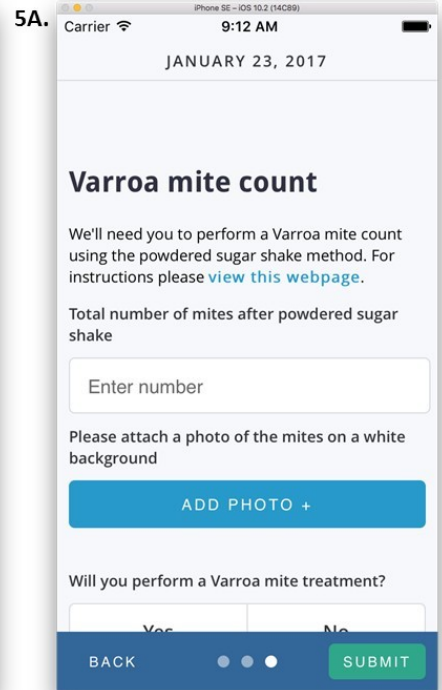 5A.
iPhone SE – iOS 10.2 (14C89)
Carrier 9:12 AM
JANUARY 23, 2017
Varroa mite count
We'll need you to perform a Varroa mite count
using the powdered sugar shake method. For
instructions please view this webpage.
Total number of mites after powdered sugar
shake
Enter number
Please attach a photo of the mites on a white
background
ADD PHOTO +
Will you perform a Varroa mite treatment?
Yes No
BACK SUBMIT